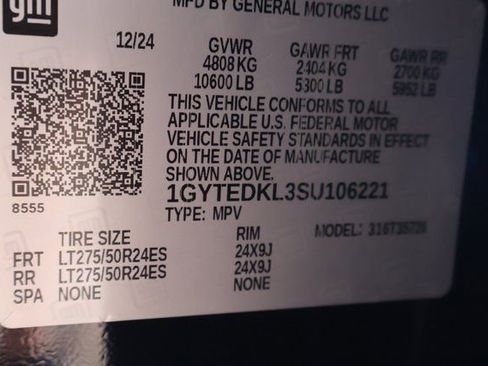 gm
MFD BY GENERAL MOTORS LLC
12/24 GVWR GAWR FRT GAWR RR
4808 KG 2404 KG 2700 KG
10600 LB 5300 LB 5952 LB
THIS VEHICLE CONFORMS TO ALL
APPLICABLE U.S. FEDERAL MOTOR
VEHICLE SAFETY STANDARDS IN EFFECT
ON THE DATE OF MANUFACTURE
SHOWN ABOVE.
1GYTEDKL3SU106221
8555
TYPE: MPV MODEL:
TIRE SIZE RIM
FRT LT275/50R24ES 24X9J
RR LT275/50R24ES 24X9J
SPA NONE NONE